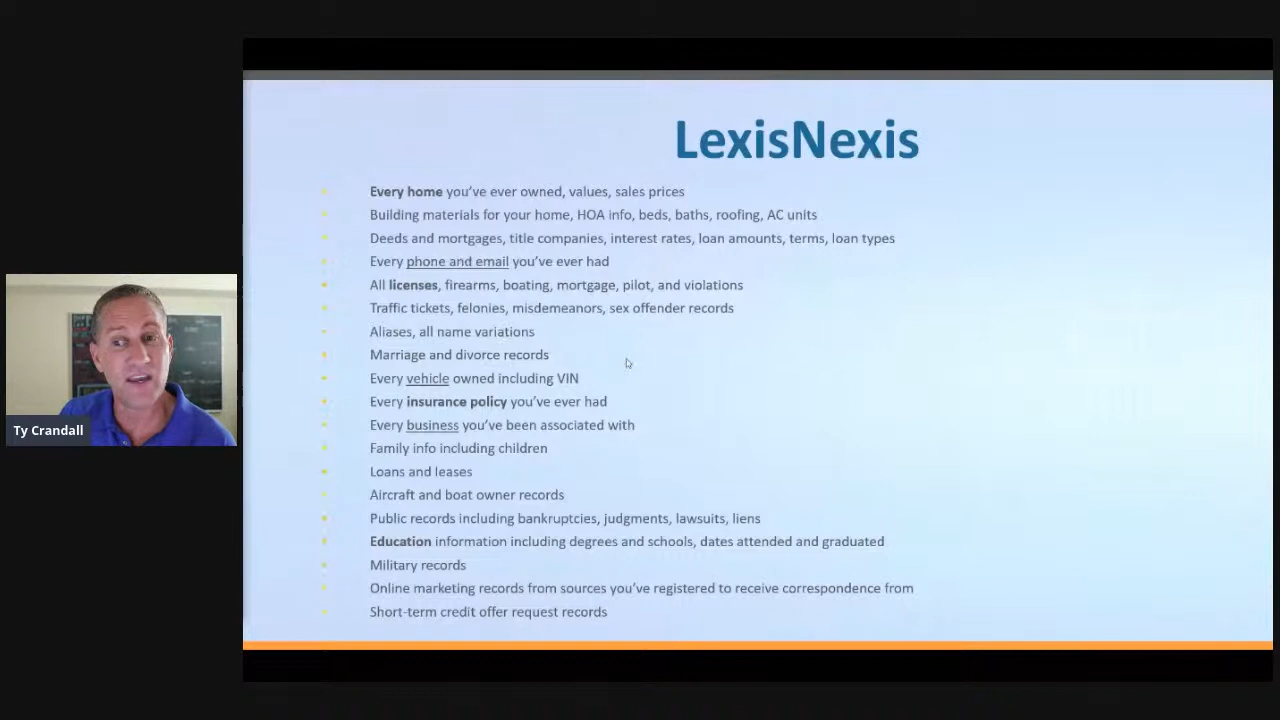 LexisNexis
Every home you've ever owned, values, sales prices
Building materials for your home, HOA info, beds, baths, roofing, AC units
Deeds and mortgages, title companies, interest rates, loan amounts, terms, loan types
Every phone and email you've ever had
All licenses, firearms, boating, mortgage, pilot, and violations
Traffic tickets, felonies, misdemeanors, sex offender records
Aliases, all name variations
Marriage and divorce records
Every vehicle owned including VIN
Every insurance policy you've ever had
Every business you've been associated with
Family info including children
Loans and leases
Aircraft and boat owner records
Public records including bankruptcies, judgments, lawsuits, liens
Education information including degrees and schools, dates attended and graduated
Military records
Online marketing records from sources you've registered to receive correspondence from
Short-term credit offer request records
Ty Crandall